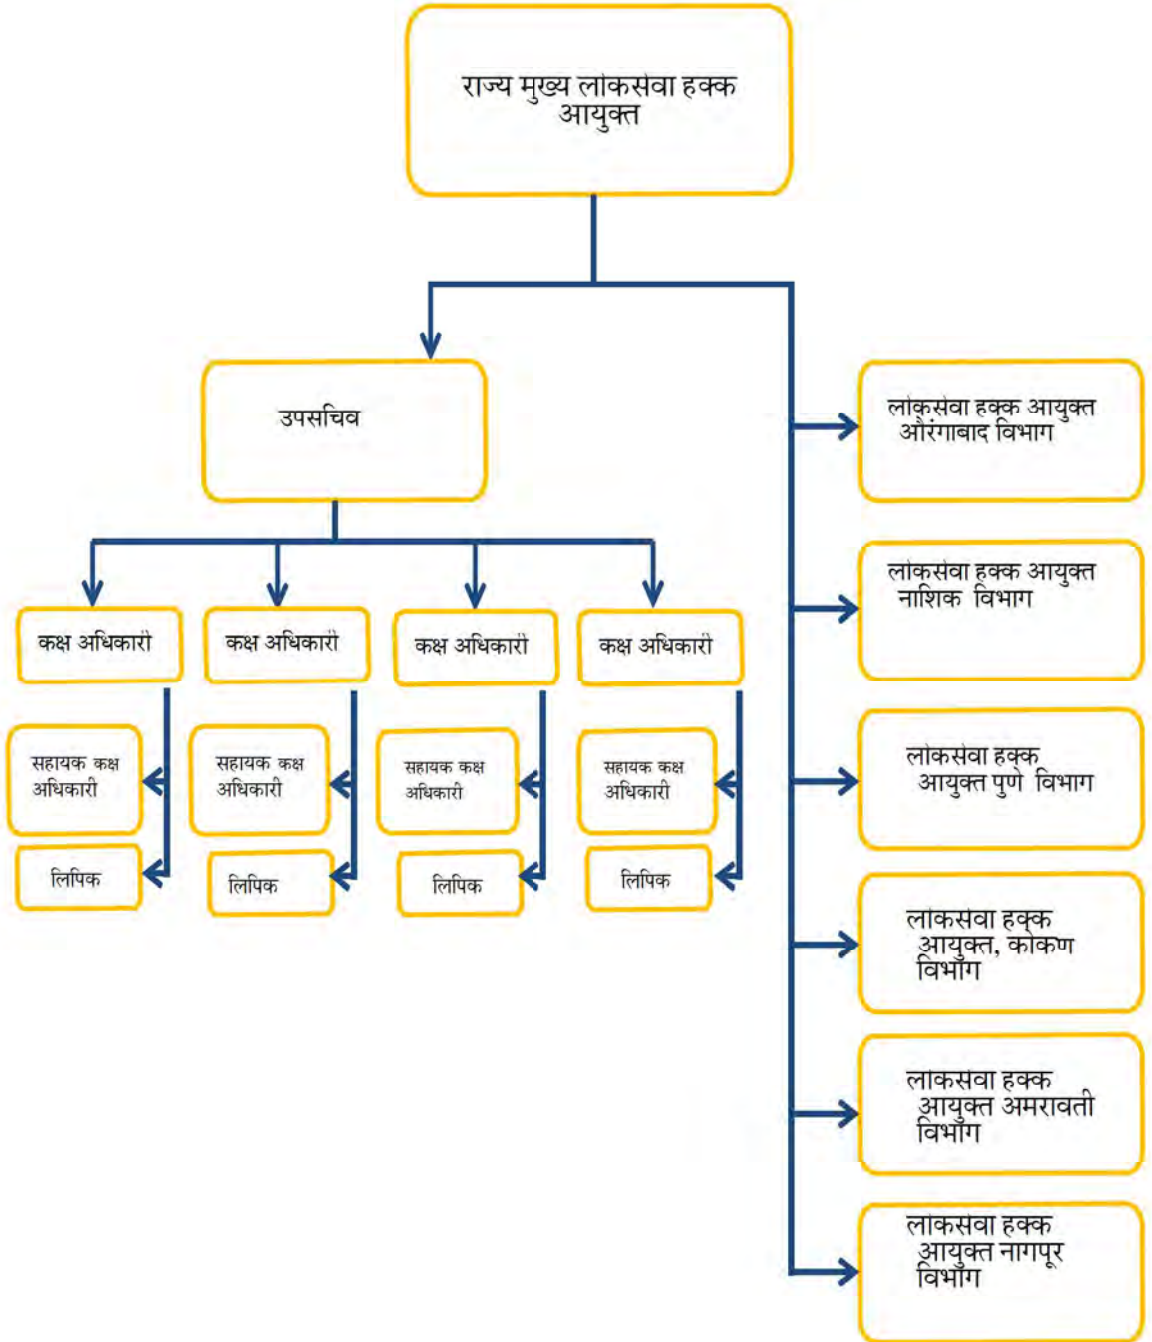 राज्य मुख्य लोकसेवा हक्क
आयुक्त
उपसचिव
लोकसेवा हक्क आयुक्त
औरंगाबाद विभाग
लोकसेवा हक्क आयुक्त
नाशिक विभाग
लोकसेवा हक्क
आयुक्त पुणे विभाग
लोकसेवा हक्क
आयुक्त, कोकण
विभाग
लोकसेवा हक्क
आयुक्त अमरावती
विभाग
लोकसेवा हक्क
आयुक्त नागपूर
विभाग
कक्ष अधिकारी
कक्ष अधिकारी
कक्ष अधिकारी
कक्ष अधिकारी
सहायक कक्ष
अधिकारी
सहायक कक्ष
अधिकारी
सहायक कक्ष
अधिकारी
सहायक कक्ष
अधिकारी
लिपिक
लिपिक
लिपिक
लिपिक